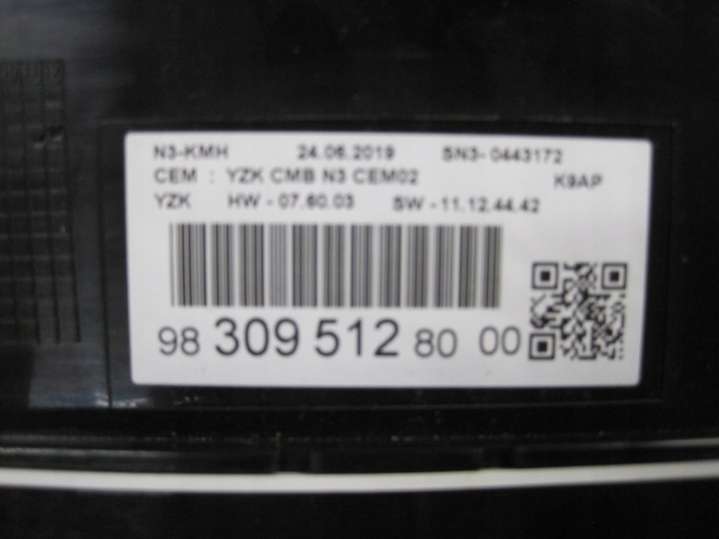 N3-KMH 24.06.2019 SN3-0443172
CEM : YZK CMB N3 CEM02 K9AP
YZK HW - 07.60.03 SW - 11.12.44.42
98 309 512 80 00